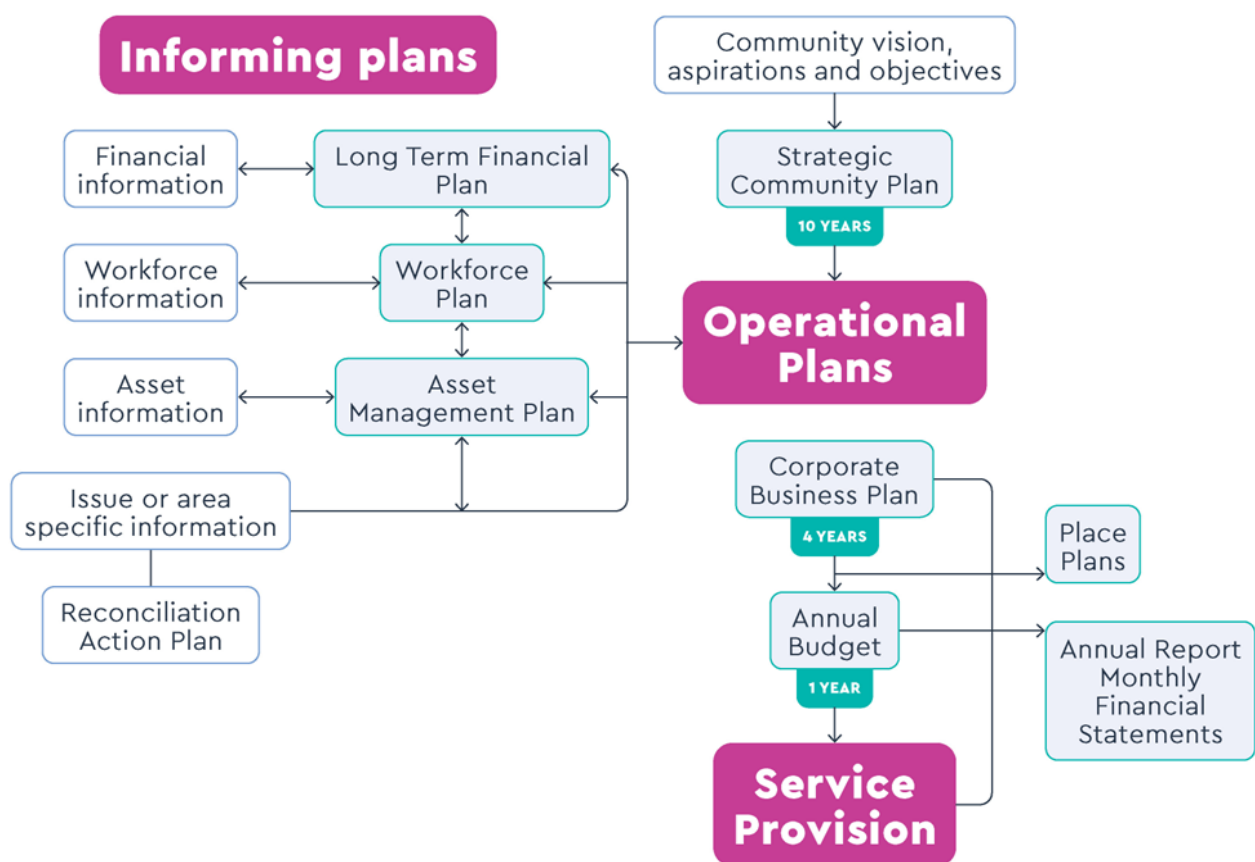 Informing plans
Financial
information
Long Term Financial
Plan
Workforce
information
Workforce
Plan
Asset
information
Asset
Management Plan
Issue or area
specific information
Reconciliation
Action Plan
Community vision,
aspirations and objectives
Strategic
Community Plan
10 YEARS
Operational
Plans
Corporate
Business Plan
4 YEARS
Place
Plans
Annual
Budget
1 YEAR
Annual Report
Monthly
Financial
Statements
Service
Provision